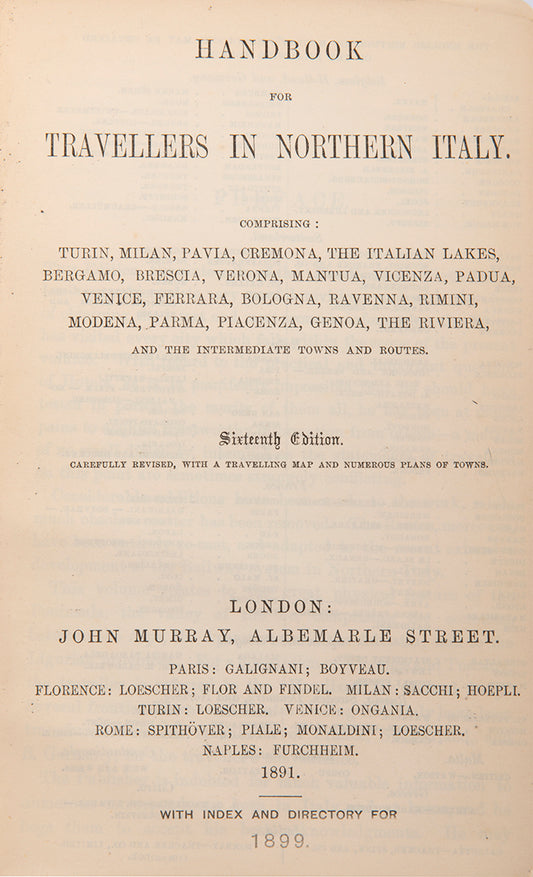 HANDBOOK
FOR
TRAVELLERS IN NORTHERN ITALY.
COMPRISING :
TURIN, MILAN, PAVIA, CREMONA, THE ITALIAN LAKES,
BERGAMO, BRESCIA, VERONA, MANTUA, VICENZA, PADUA,
VENICE, FERRARA, BOLOGNA, RAVENNA, RIMINI,
MODENA, PARMA, PIACENZA, GENOA, THE RIVIERA,
AND THE INTERMEDIATE TOWNS AND ROUTES.
Sixteenth Edition.
CAREFULLY REVISED, WITH A TRAVELLING MAP AND NUMEROUS PLANS OF TOWNS.
LONDON:
JOHN MURRAY, ALBEMARLE STREET.
PARIS: GALIGNANI; BOYVEAU.
FLORENCE: LOESCHER; FLOR AND FINDEL. MILAN: SACCHI; HOEPLI.
TURIN: LOESCHER. VENICE: ONGANIA.
ROME: SPITHÖVER; PIALE; MONALDINI; LOESCHER.
NAPLES: FURCHHEIM.
1891.
WITH INDEX AND DIRECTORY FOR
1899.